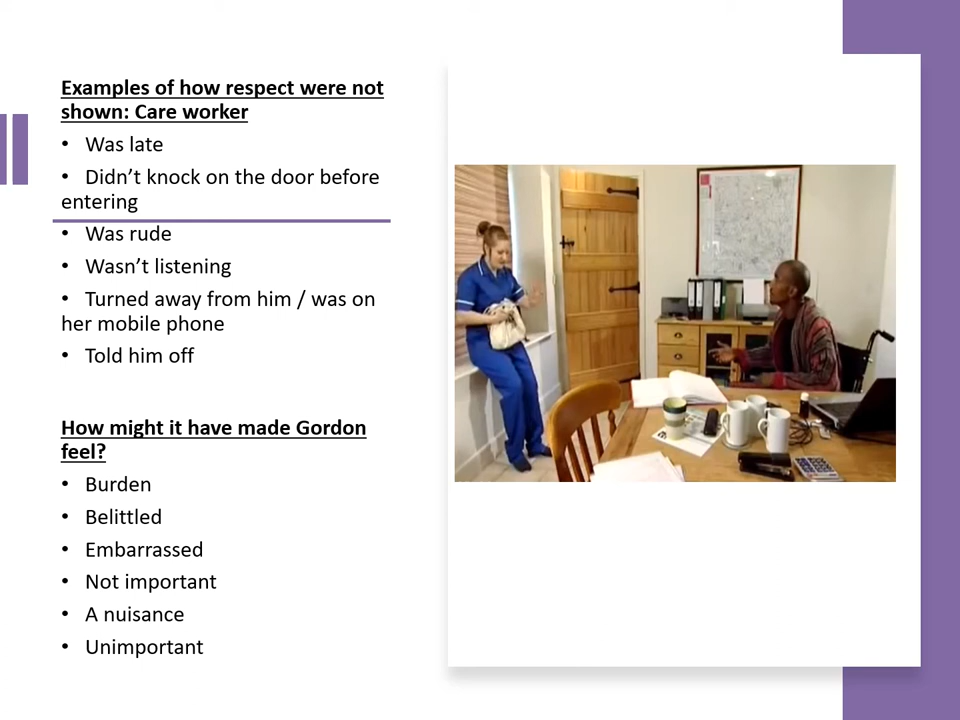 Examples of how respect were not
shown: Care worker
• Was late
• Didn’t knock on the door before
entering
• Was rude
• Wasn’t listening
• Turned away from him / was on
her mobile phone
• Told him off
How might it have made Gordon
feel?
• Burden
• Belittled
• Embarrassed
• Not important
• A nuisance
• Unimportant